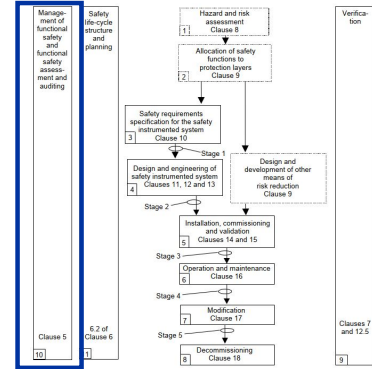 Manage-
ment of
functional
safety
and
functional
safety
assess-
ment and
auditing
Clause 5
10
Safety
life-cycle
structure
and
planning
6.2 of
Clause 6
1
Hazard and risk
assessment
1
Clause 8
Allocation of safety
functions to
protection layers
2
Clause 9
Safety requirements
specification for the safety
instrumented system
3
Clause 10
Stage 1
Design and engineering of
safety instrumented system
Clauses 11, 12 and 13
4
Design and
development of other
means of
risk reduction
Clause 9
Stage 2
Installation, commissioning
and validation
5
Clauses 14 and 15
Stage 3
Operation and maintenance
6
Clause 16
Stage 4
Modification
7
Clause 17
Stage 5
Decommissioning
8
Clause 18
Verifica-
tion
Clauses 7
and 12.5
9